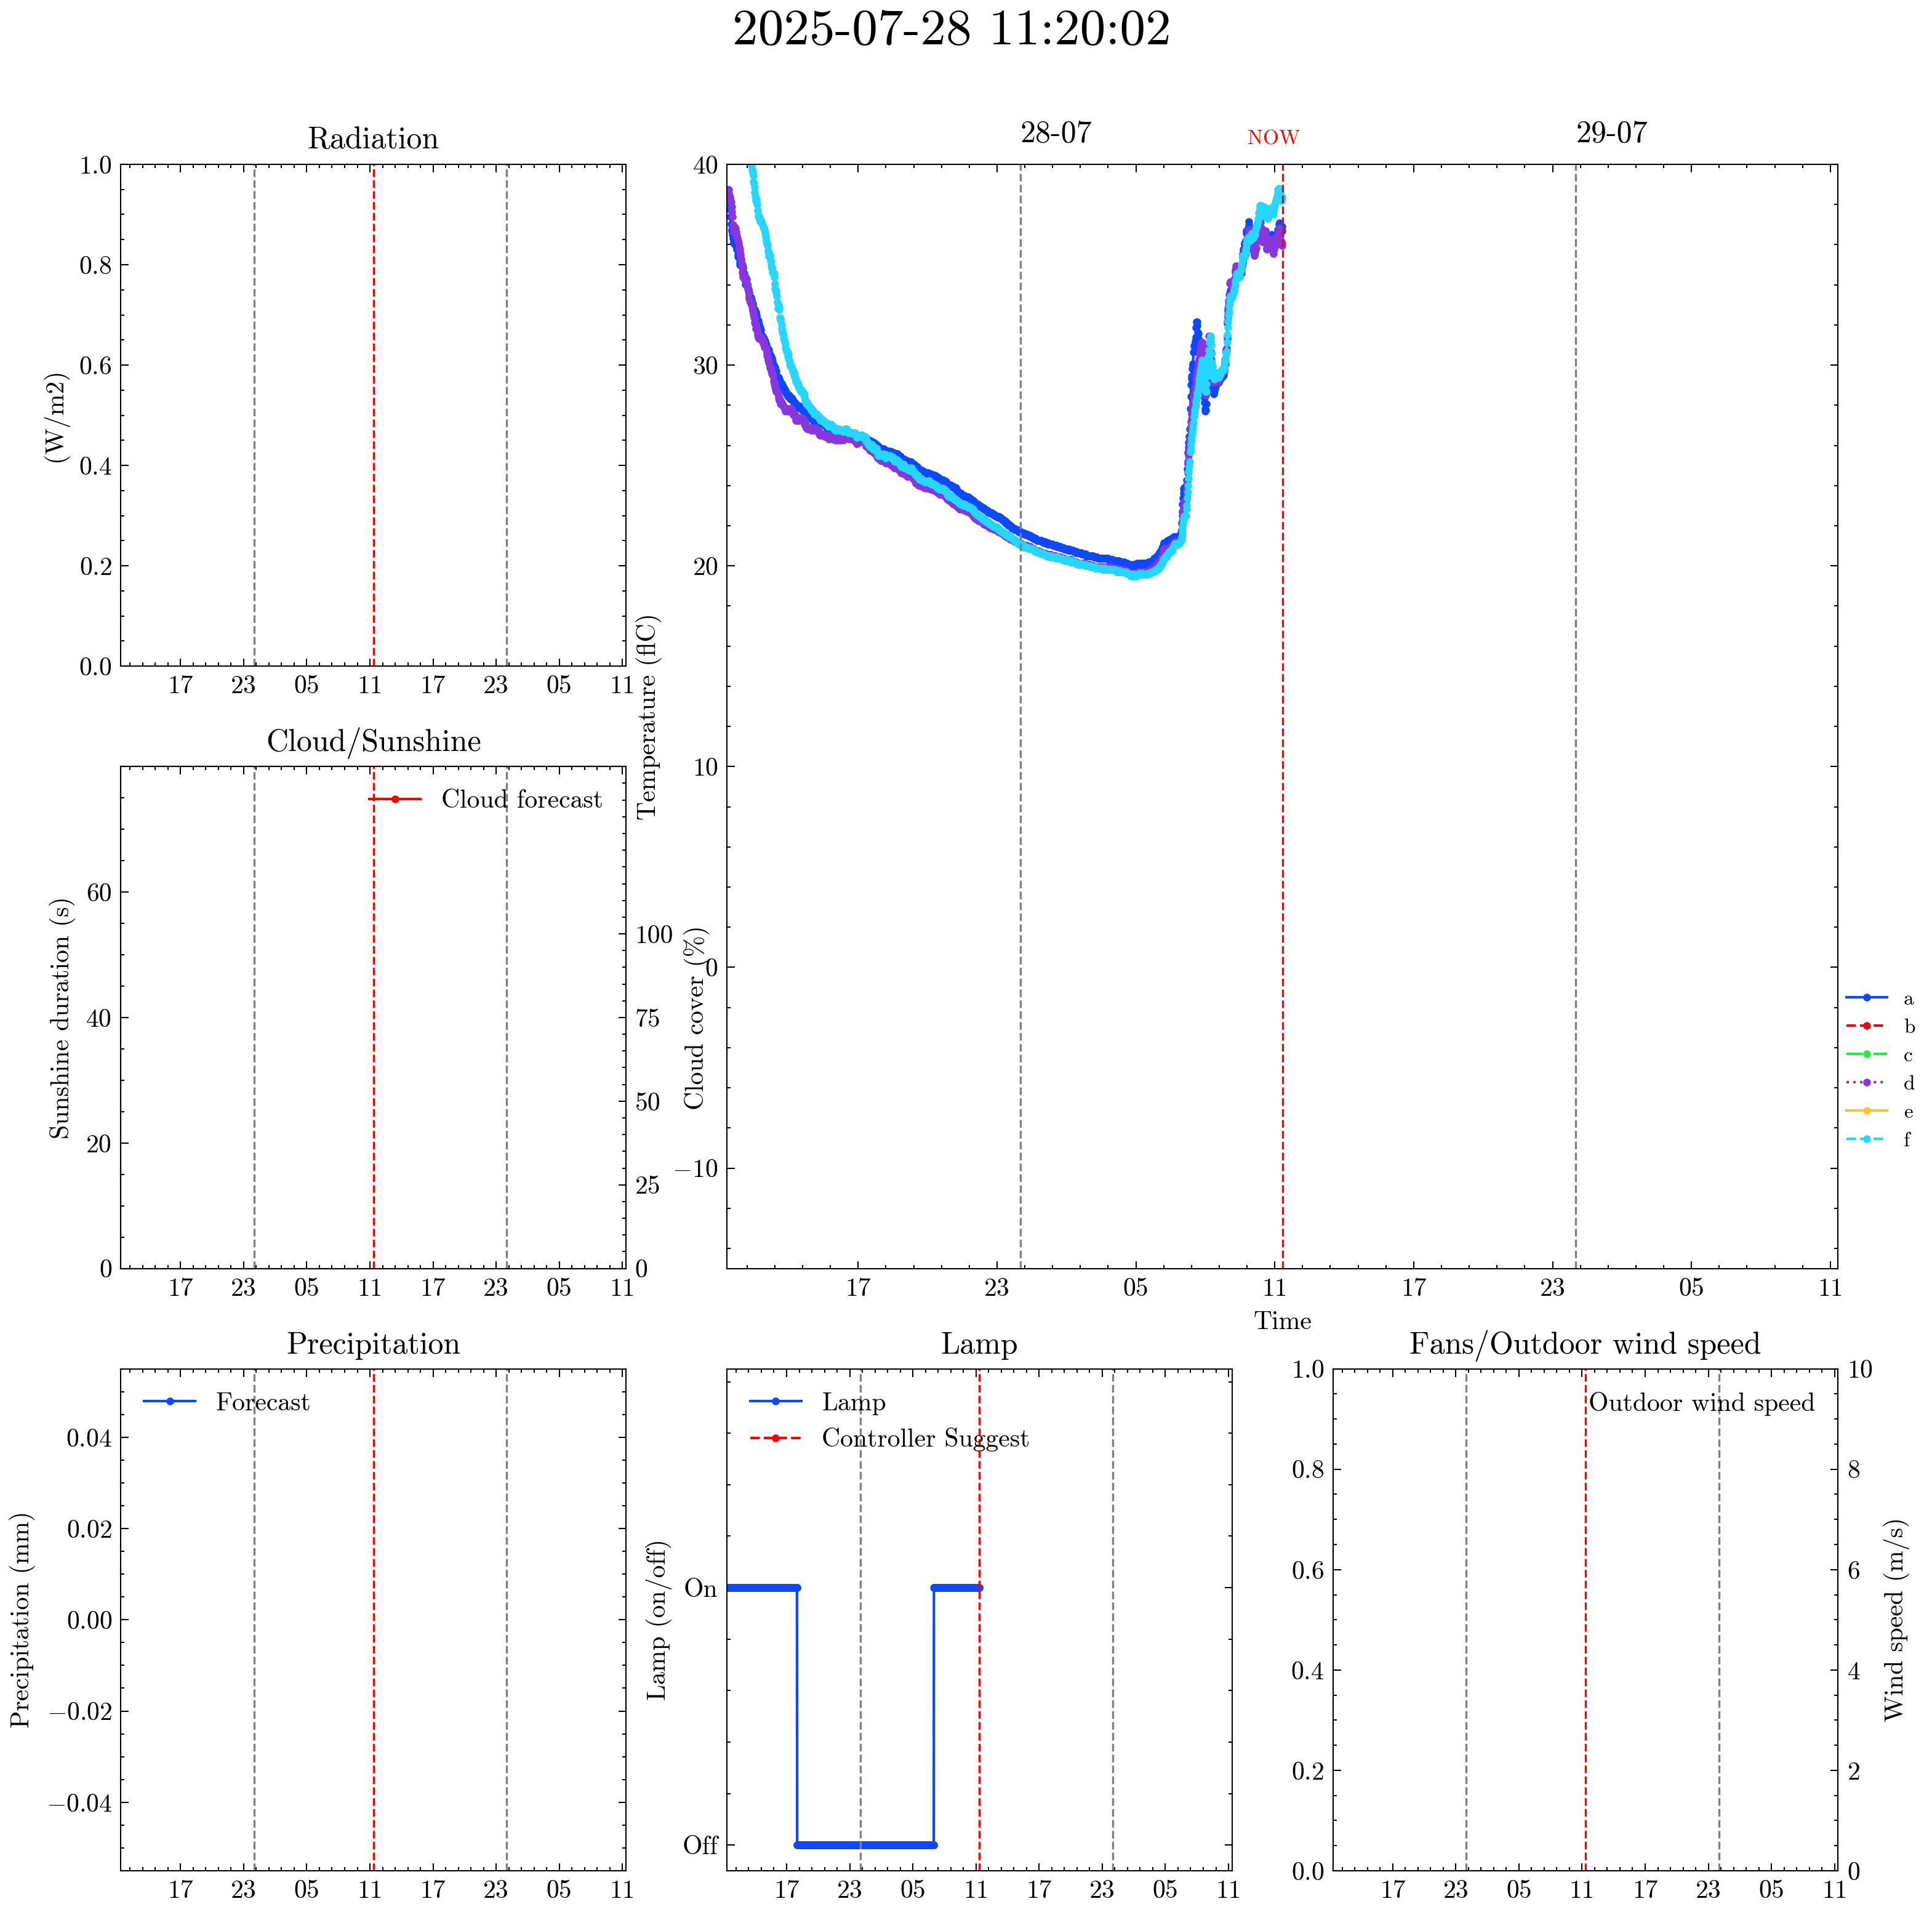 2025-07-28 11:20:02
Radiation
1.0
0.8
0.6
0.4
0.2
0.0
(W/m2)
17 23 05 11 17 23 05 11
28-07
NOW
29-07
40
30
20
10
0
−10
Temperature (flC)
17 23 05 11 17 23 05 11
Time
a
b
c
d
e
f
Cloud/Sunshine
Cloud forecast
60
40
20
0
Sunshine duration (s)
100
75
50
25
0
Cloud cover (%)
17 23 05 11 17 23 05 11
Precipitation
Forecast
0.04
0.02
0.00
−0.02
−0.04
Precipitation (mm)
17 23 05 11 17 23 05 11
Lamp
Lamp
Controller Suggest
On
Off
Lamp (on/off)
17 23 05 11 17 23 05 11
Fans/Outdoor wind speed
Outdoor wind speed
1.0
0.8
0.6
0.4
0.2
0.0
10
8
6
4
2
0
Wind speed (m/s)
17 23 05 11 17 23 05 11